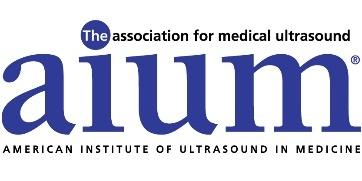 The association for medical ultrasound
aium®
AMERICAN INSTITUTE OF ULTRASOUND IN MEDICINE